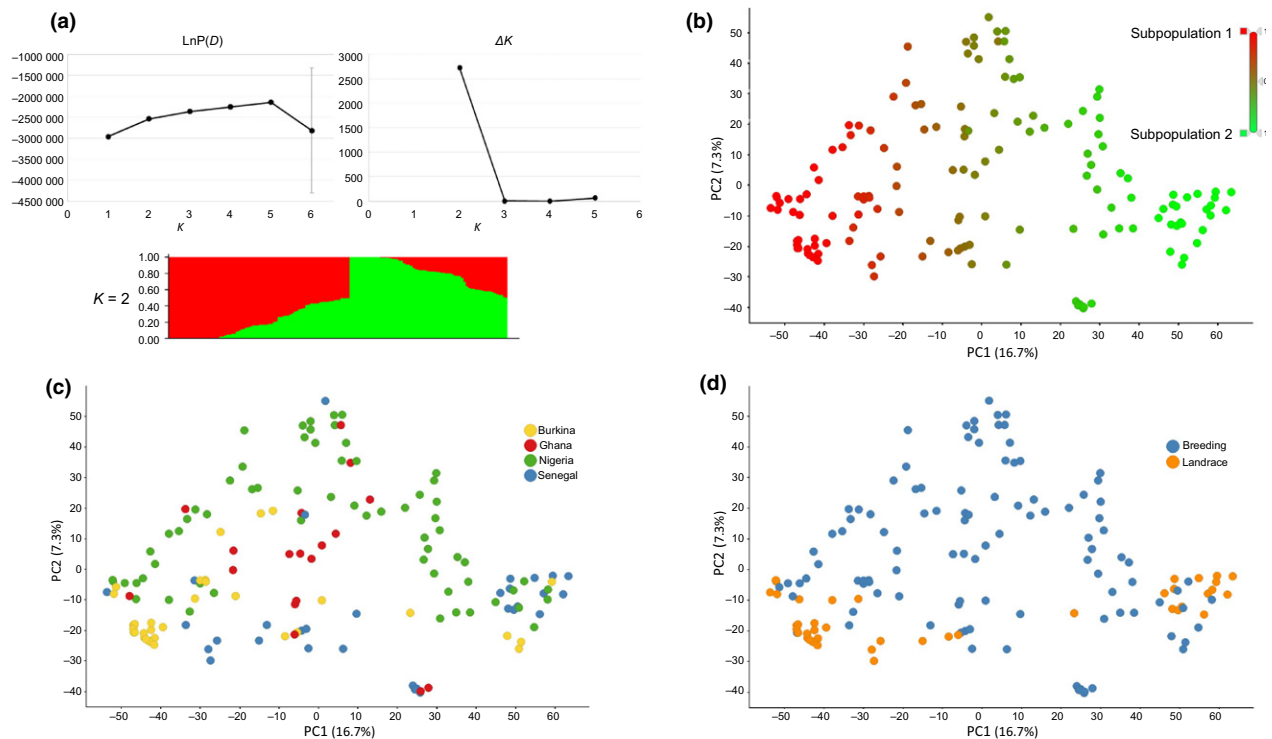 (a)
LnP(D)
ΔK
–1000 000
–1500 000
–2000 000
–2500 000
–3000 000
–3500 000
–4000 000
–4500 000
0 1 2 3 4 5 6
K
3000
2500
2000
1500
1000
500
0
0 1 2 3 4 5 6
K
K = 2
1.00
0.80
0.60
0.40
0.20
0.00
(b)
Subpopulation 1
Subpopulation 2
PC2 (7.3%)
50
40
30
20
10
0
–10
–20
–30
–40
–50 –40 –30 –20 –10 0 10 20 30 40 50 60
PC1 (16.7%)
(c)
Burkina
Ghana
Nigeria
Senegal
PC2 (7.3%)
50
40
30
20
10
0
–10
–20
–30
–40
–50 –40 –30 –20 –10 0 10 20 30 40 50 60
PC1 (16.7%)
(d)
Breeding
Landrace
PC2 (7.3%)
50
40
30
20
10
0
–10
–20
–30
–40
–50 –40 –30 –20 –10 0 10 20 30 40 50 60
PC1 (16.7%)